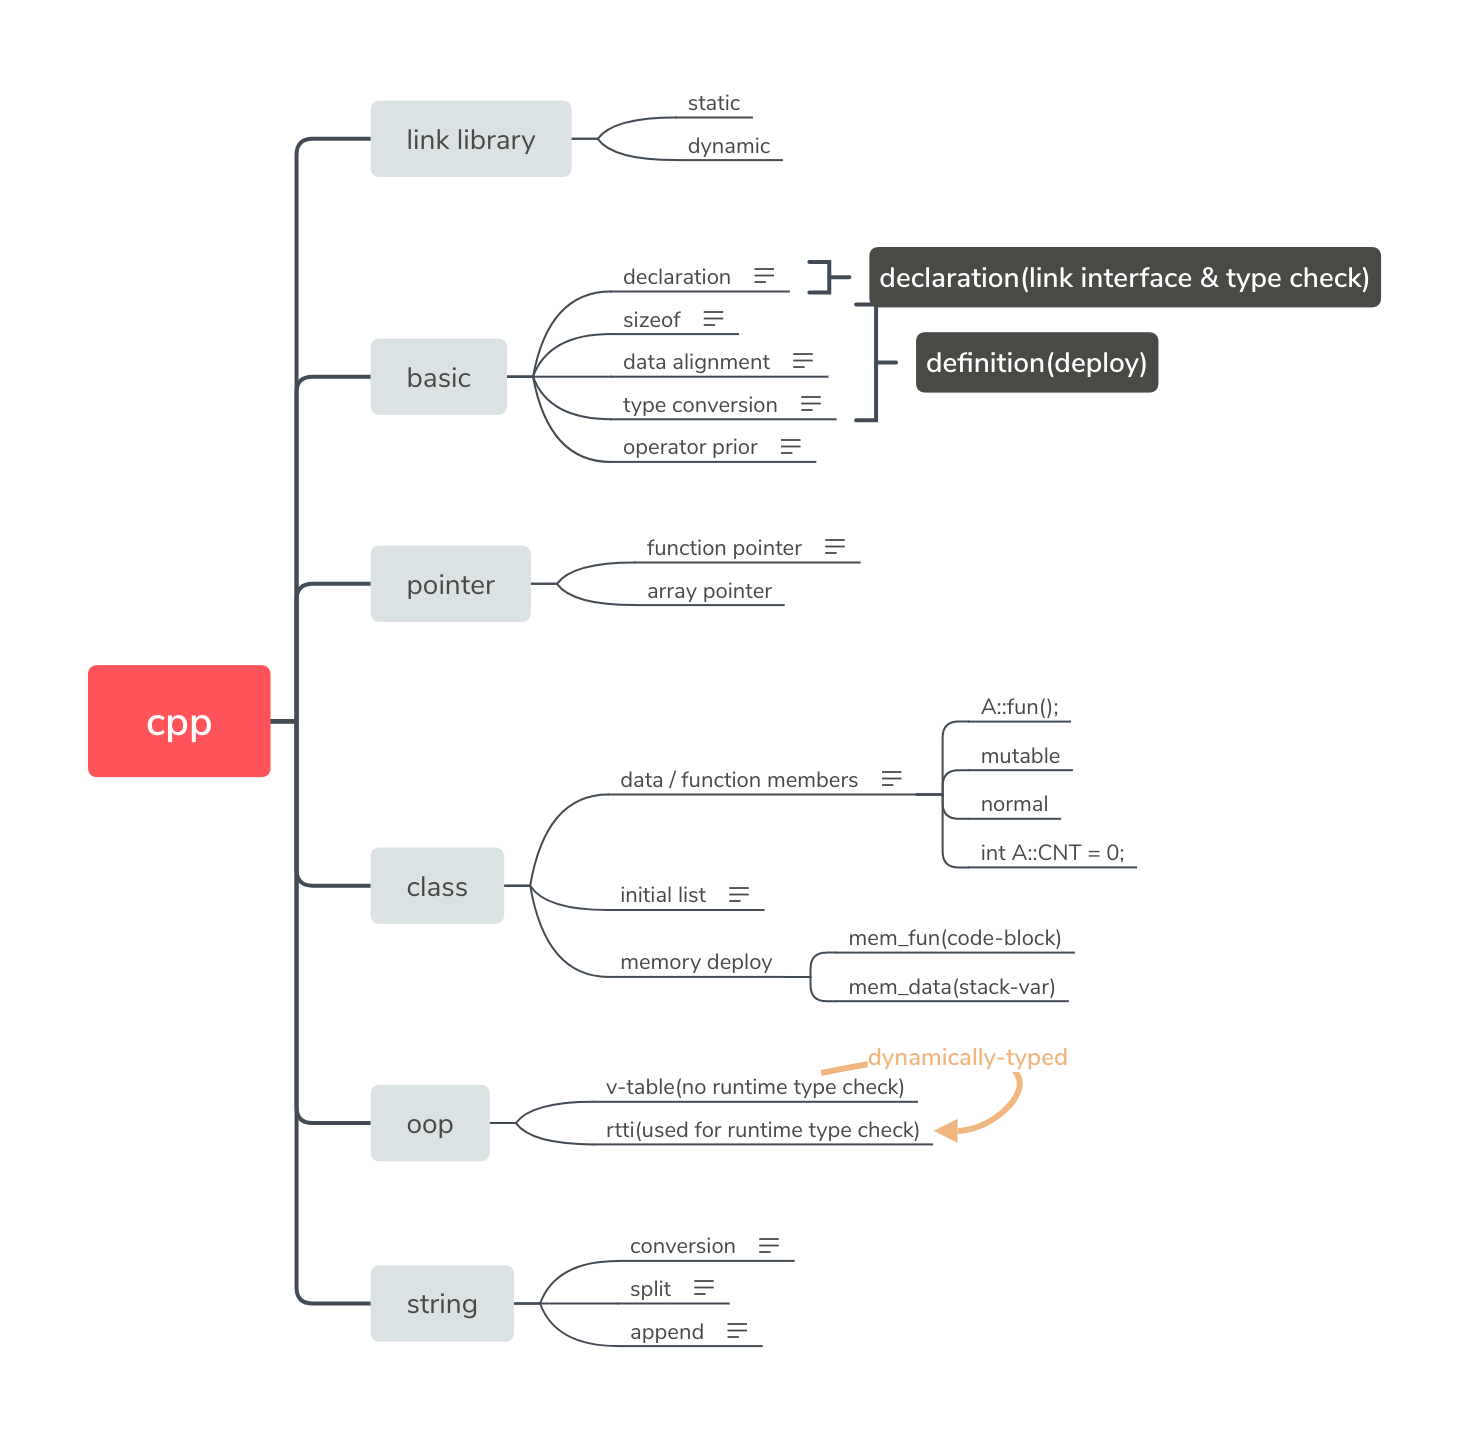 cpp
link library
static
dynamic
basic
declaration
sizeof
data alignment
type conversion
operator prior
declaration(link interface & type check)
definition(deploy)
pointer
function pointer
array pointer
class
data / function members
A::fun();
mutable
normal
int A::CNT = 0;
initial list
memory deploy
mem_fun(code-block)
mem_data(stack-var)
oop
dynamically-typed
v-table(no runtime type check)
rtti(used for runtime type check)
string
conversion
split
append